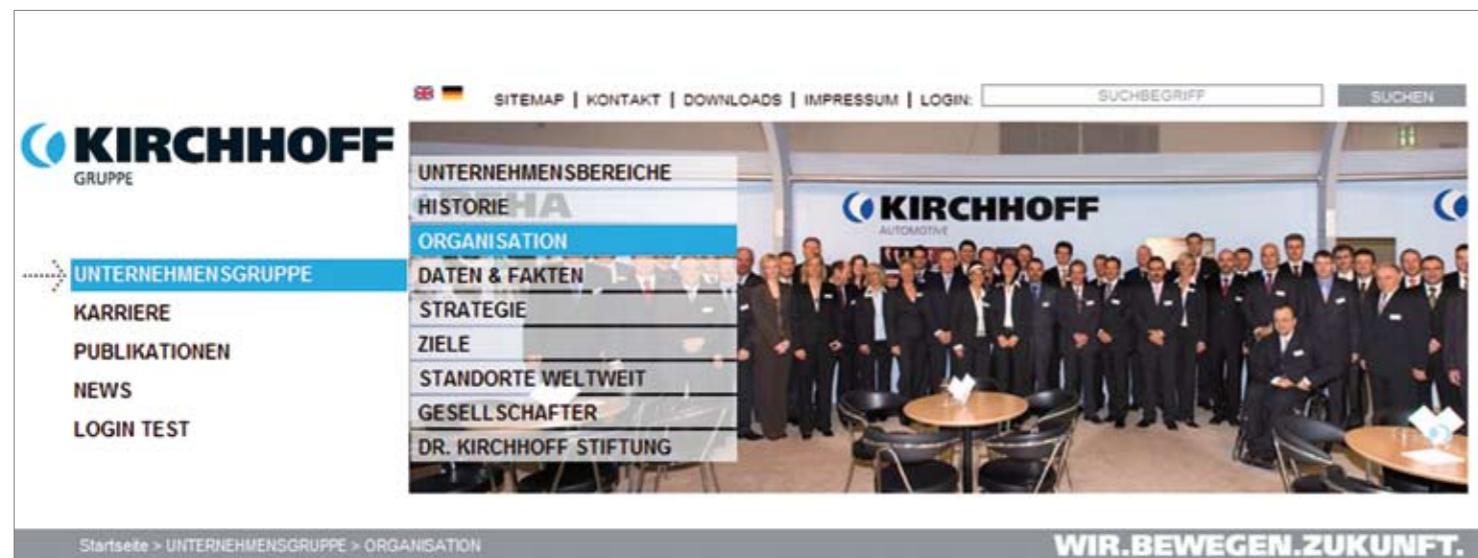 SITEMAP | KONTAKT | DOWNLOADS | IMPRESSUM | LOGIN: SUCHBEGRIFF SUCHEN
KIRCHHOFF
GRUPPE
UNTERNEHMENSGRUPPE
KARRIERE
PUBLIKATIONEN
NEWS
LOGIN TEST
UNTERNEHMENSBEREICHE
HISTORIE
ORGANISATION
DATEN & FAKTEN
STRATEGIE
ZIELE
STANDORTE WELTWEIT
GESELLSCHAFTER
DR. KIRCHHOFF STIFTUNG
KIRCHHOFF
AUTOMOTIVE
Startseite > UNTERNEHMENSGRUPPE > ORGANISATION
WIR.BEWEGEN.ZUKUNFT.